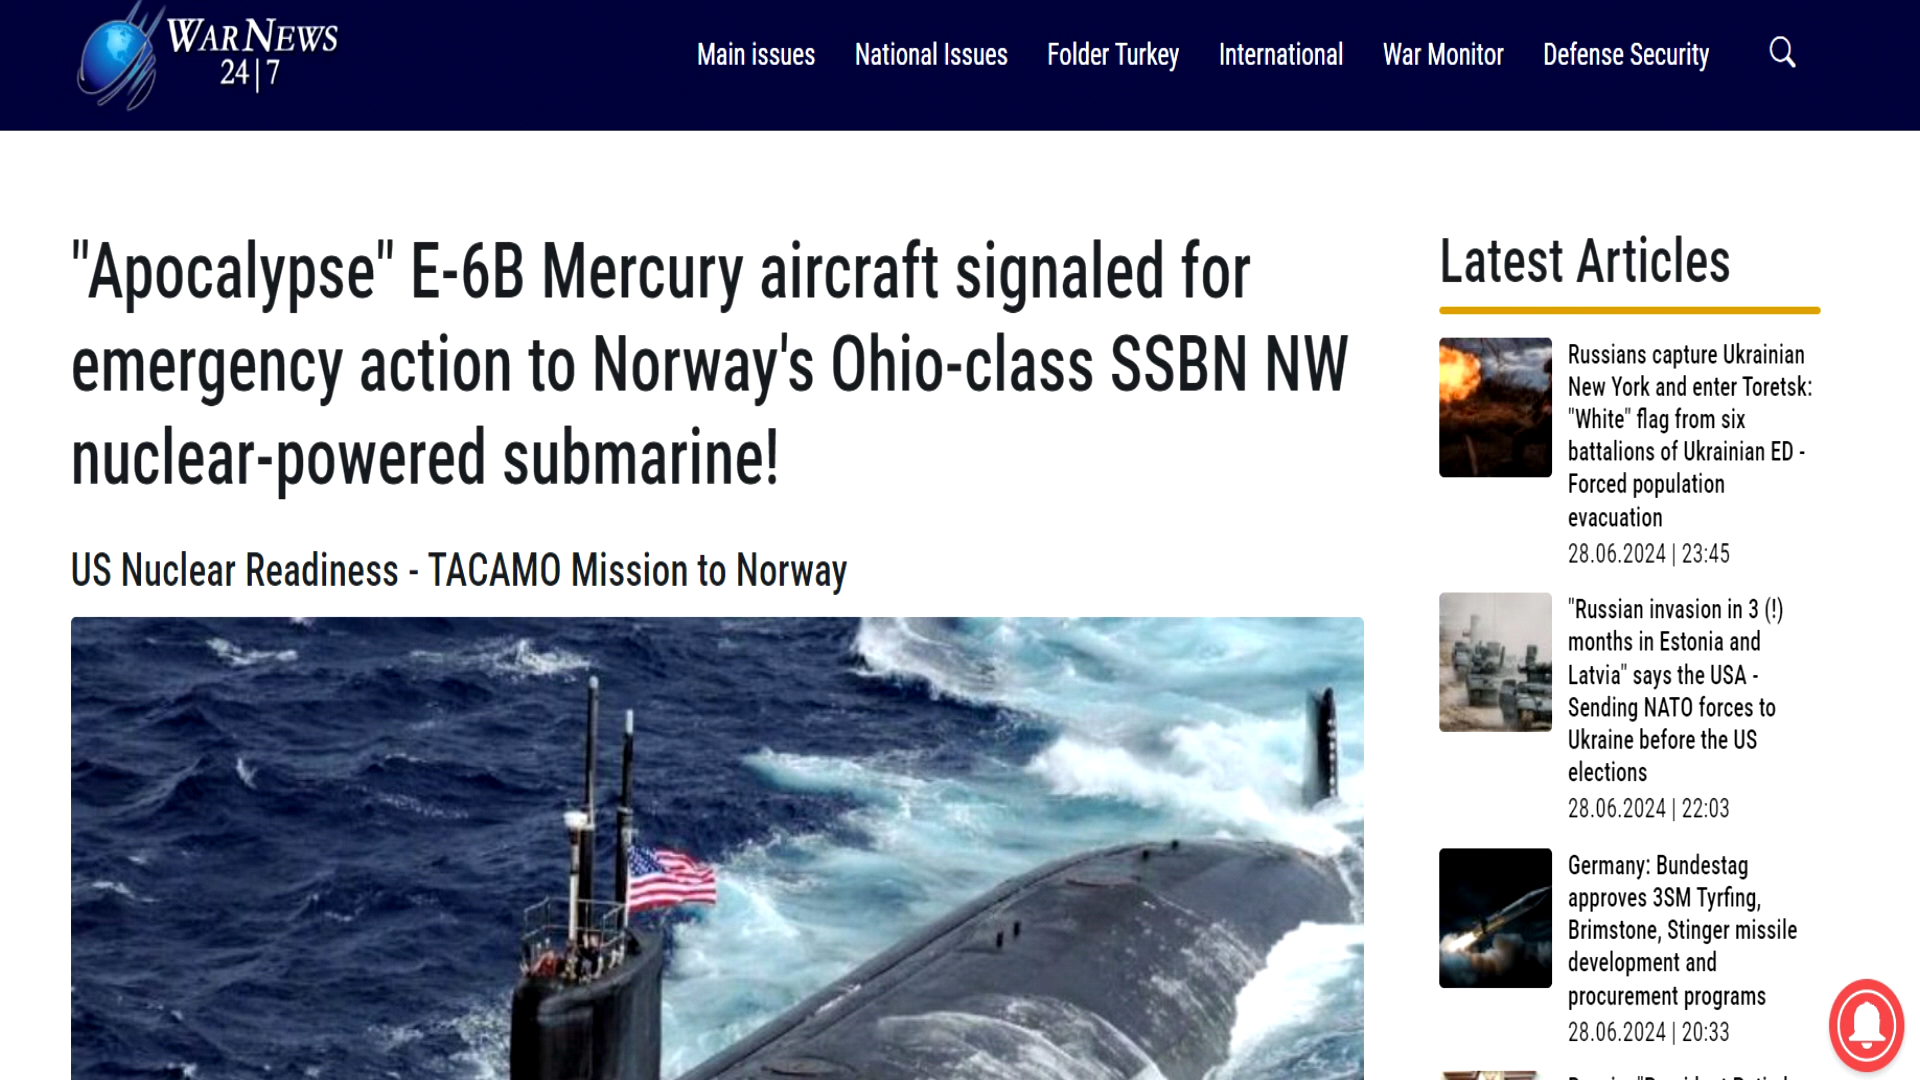 WARNEWS
24|7
Main issues
National Issues
Folder Turkey
International
War Monitor
Defense Security
"Apocalypse" E-6B Mercury aircraft signaled for
emergency action to Norway's Ohio-class SSBN NW
nuclear-powered submarine!
US Nuclear Readiness - TACAMO Mission to Norway
Latest Articles
Russians capture Ukrainian
New York and enter Toretsk:
"White" flag from six
battalions of Ukrainian ED -
Forced population
evacuation
28.06.2024 | 23:45
"Russian invasion in 3 (!)
months in Estonia and
Latvia" says the USA -
Sending NATO forces to
Ukraine before the US
elections
28.06.2024 | 22:03
Germany: Bundestag
approves 3SM Tyrfing,
Brimstone, Stinger missile
development and
procurement programs
28.06.2024 | 20:33